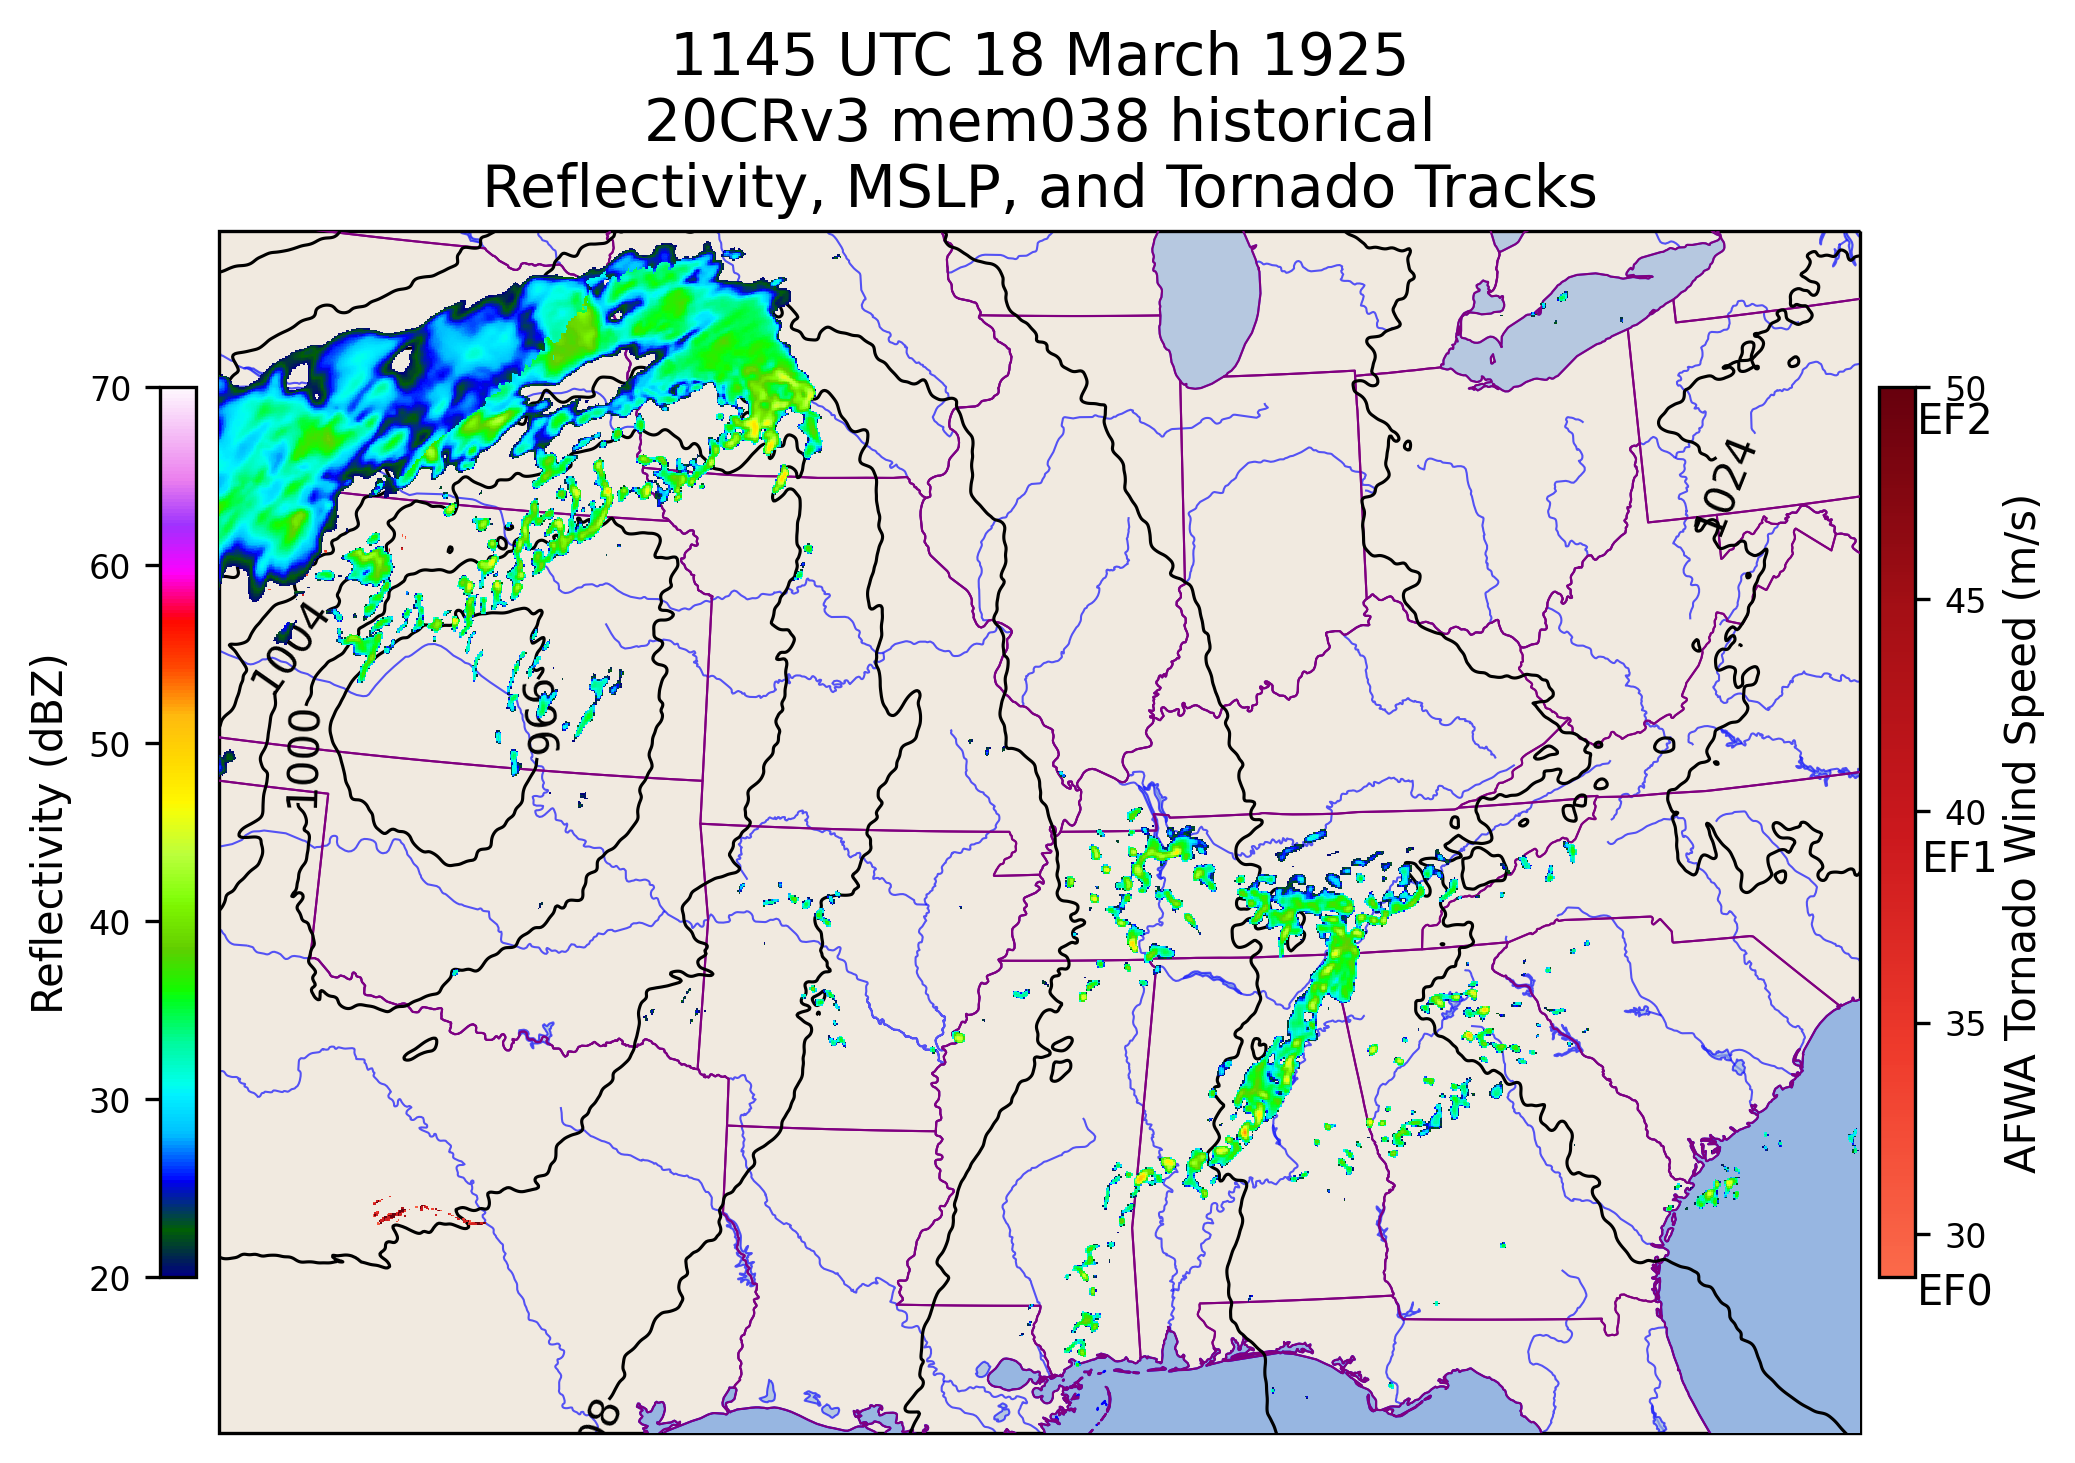 1145 UTC 18 March 1925
20CRv3 mem038 historical
Reflectivity, MSLP, and Tornado Tracks
70
60
50
40
30
20
Reflectivity (dBZ)
1004
1000
996
1024
50
EF2
45
40
EF1
35
30
EF0
AFWA Tornado Wind Speed (m/s)